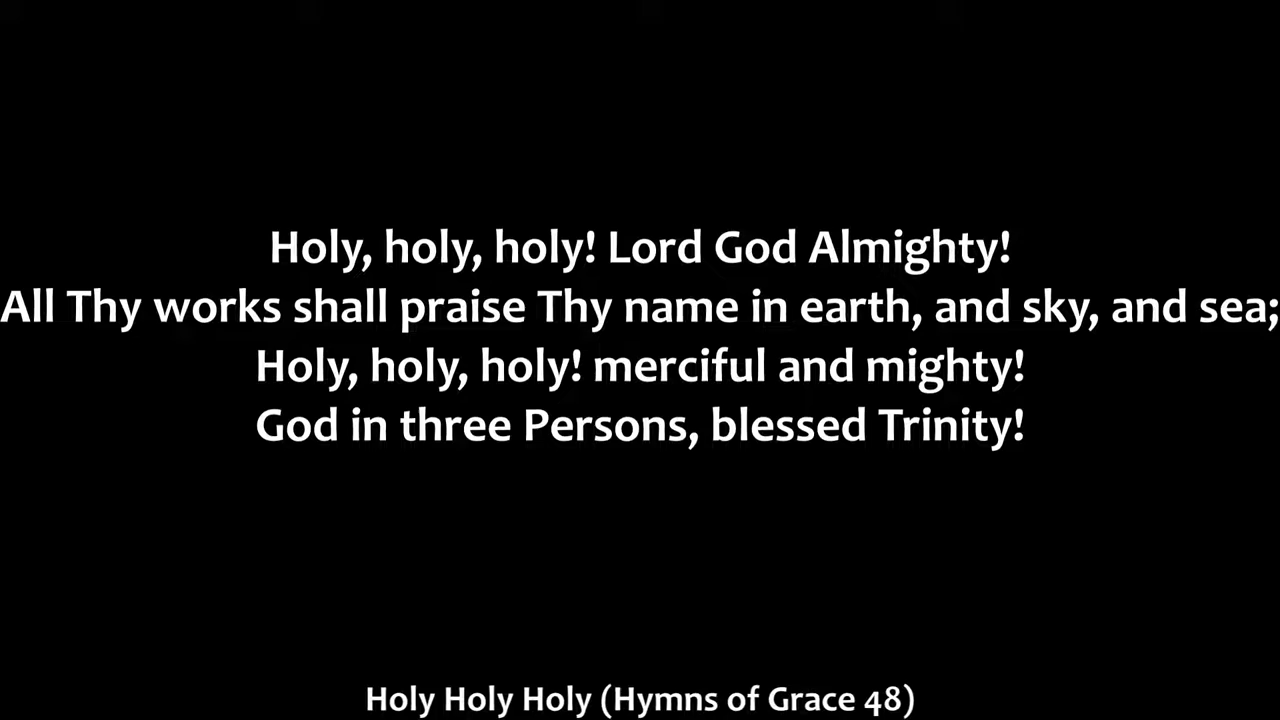 Holy, holy, holy! Lord God Almighty!
All Thy works shall praise Thy name in earth, and sky, and sea;
Holy, holy, holy! merciful and mighty!
God in three Persons, blessed Trinity!
Holy Holy Holy (Hymns of Grace 48)